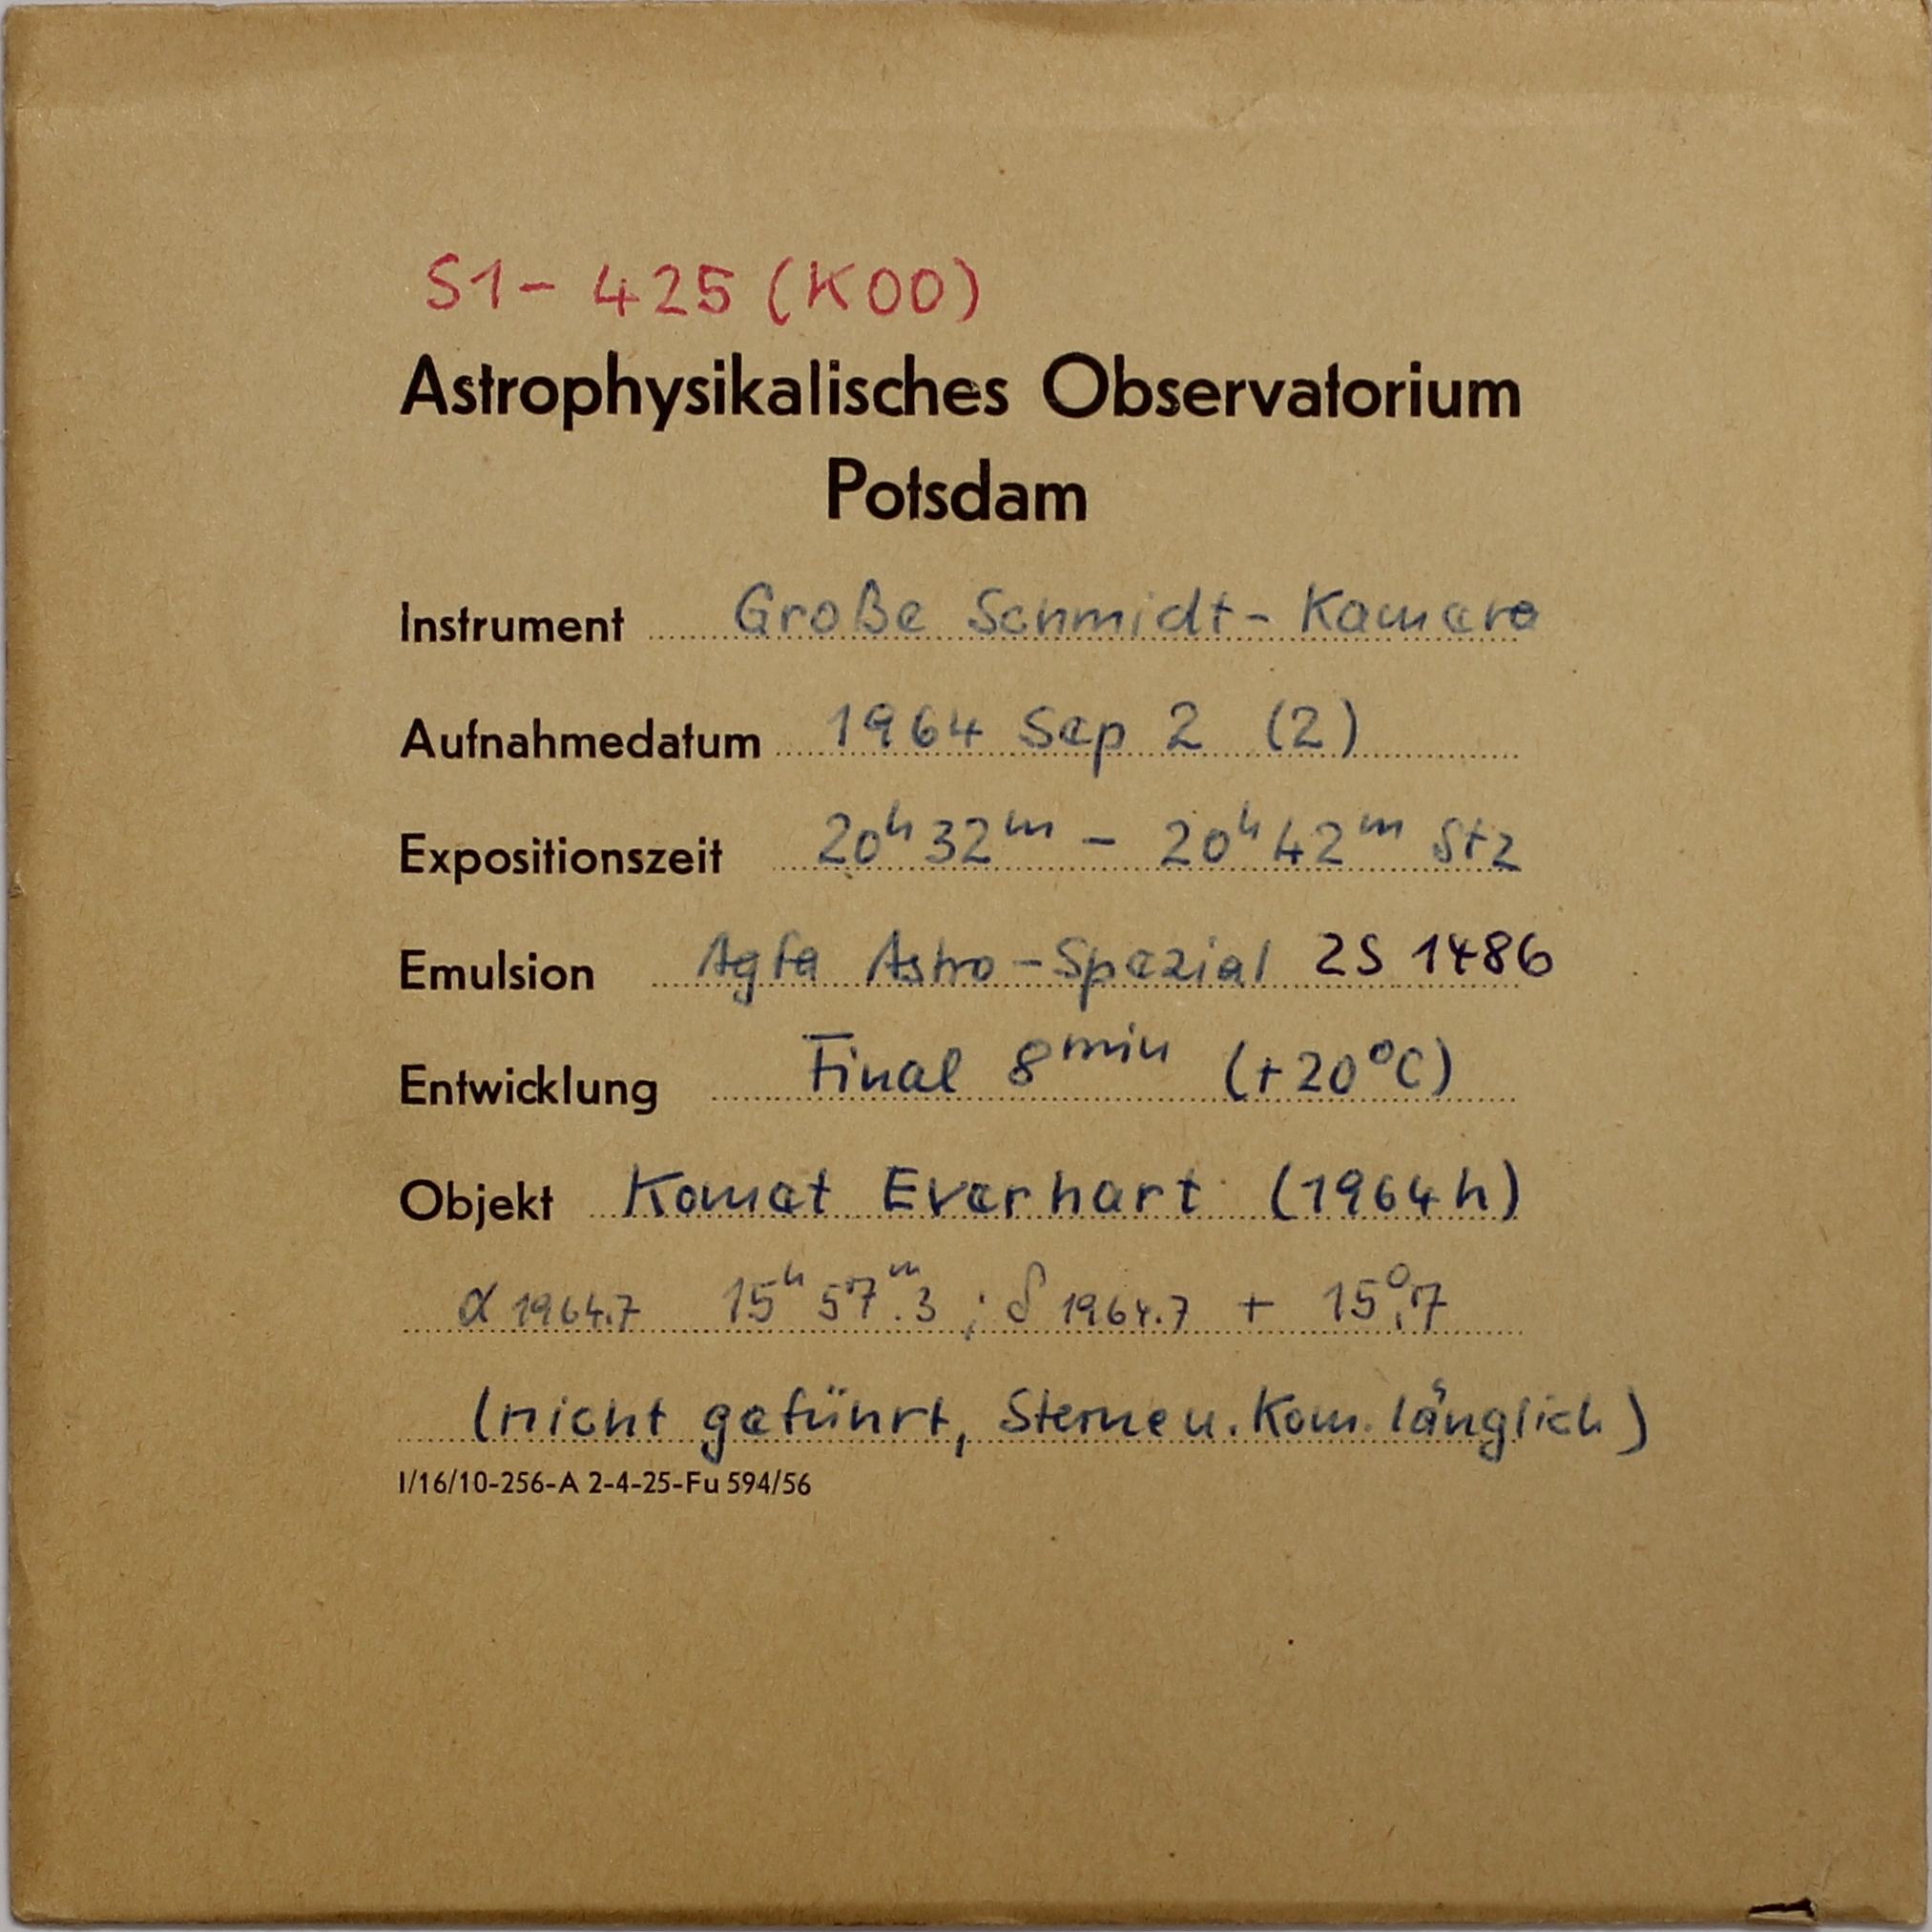 S1- 425 (K00)
Astrophysikalisches Observatorium
Potsdam
Instrument Große Schmidt-Kamera
Aufnahmedatum 1964 Sep 2 (2)
Expositionszeit 20ʰ32ᵐ – 20ʰ42ᵐ Stz
Emulsion Agfa Astro-Spezial ZS 1486
Entwicklung Final 8ᵐⁱⁿ (+20°C)
Objekt Komet Everhart (1964h)
α 1964.7 15ʰ57ᵐ.3 ; δ 1964.7 + 15°.7
(nicht geführt, Sterne u. Kom. länglich)
I/16/10-256-A 2-4-25-Fu 594/56